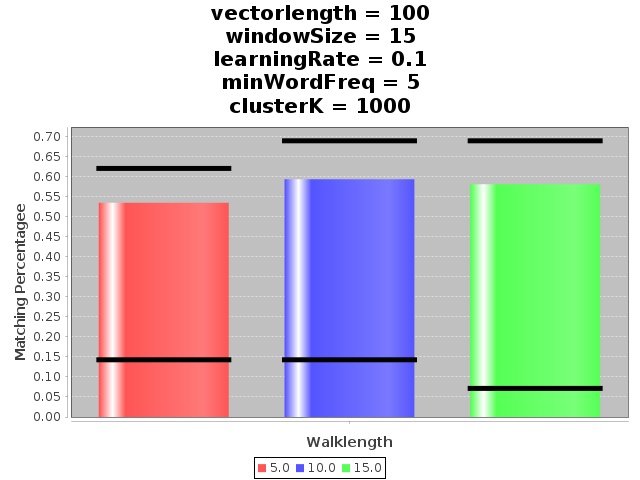 vectorlength = 100
windowSize = 15
learningRate = 0.1
minWordFreq = 5
clusterK = 1000
0.70
0.65
0.60
0.55
0.50
0.45
0.40
0.35
0.30
0.25
0.20
0.15
0.10
0.05
0.00
Matching Percentagee
Walklength
5.0 10.0 15.0